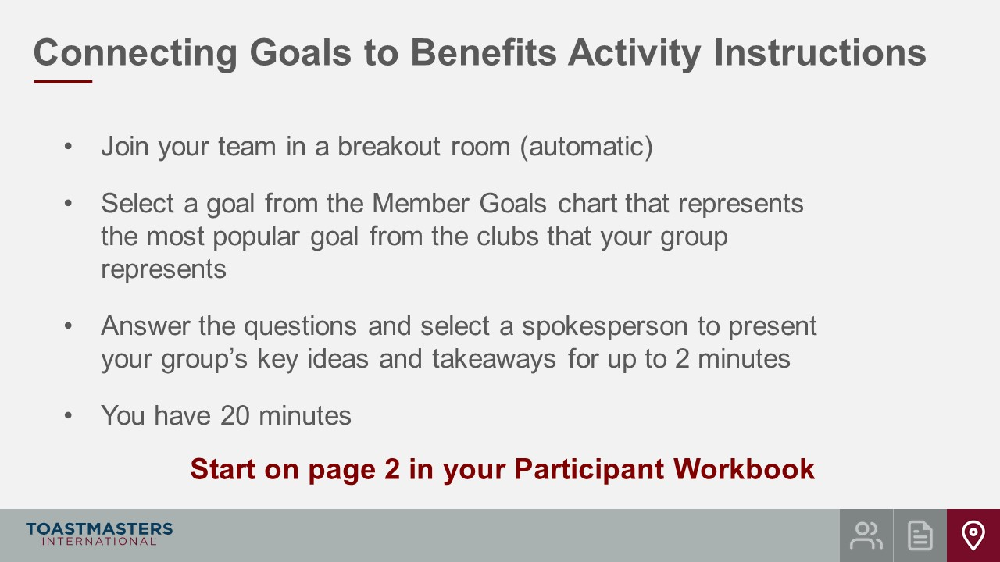 Connecting Goals to Benefits Activity Instructions
• Join your team in a breakout room (automatic)
• Select a goal from the Member Goals chart that represents
the most popular goal from the clubs that your group
represents
• Answer the questions and select a spokesperson to present
your group’s key ideas and takeaways for up to 2 minutes
• You have 20 minutes
Start on page 2 in your Participant Workbook
TOASTMASTERS
INTERNATIONAL